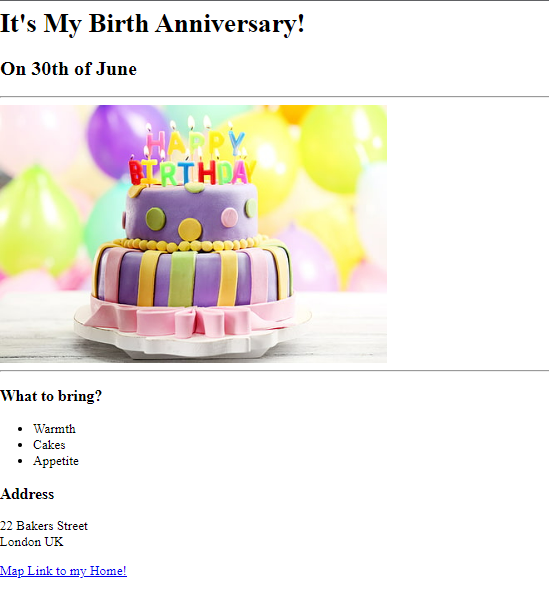 It's My Birth Anniversary!
On 30th of June
HAPPY
BIRTHDAY
What to bring?
Warmth
Cakes
Appetite
Address
22 Bakers Street
London UK
Map Link to my Home!